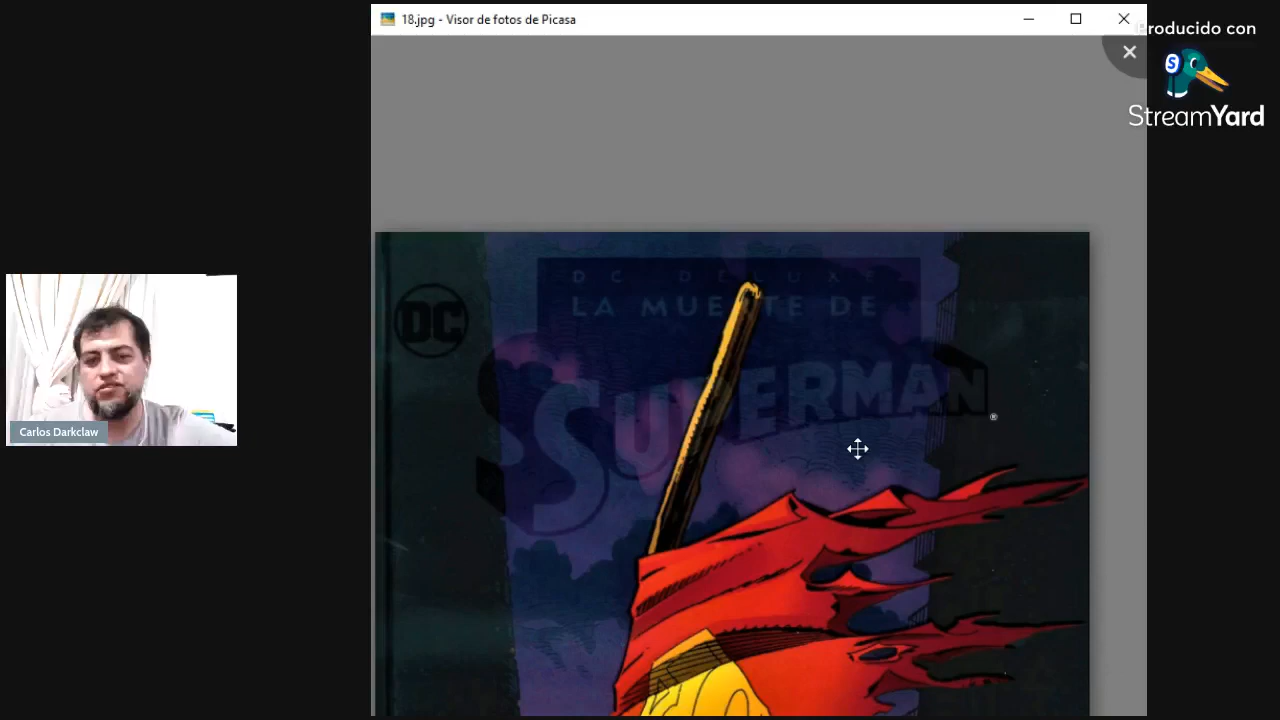 18.jpg - Visor de fotos de Picasa
roducido con
S
StreamYard
DC DELUXE
LA MUERTE DE
DC
SUPERMAN
®
Carlos Darkclaw